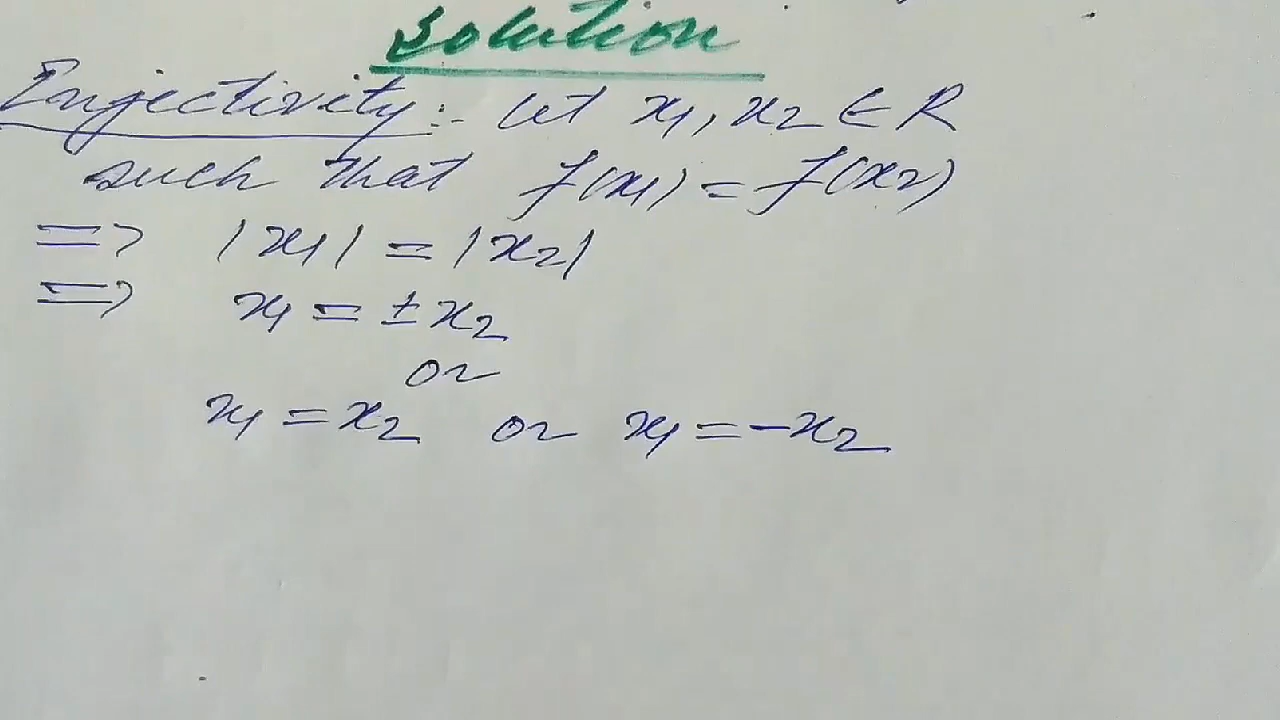 Solution
Injectivity:- Let x₁, x₂ ∈ R
such that f(x₁) = f(x₂)
=> |x₁| = |x₂|
=> x₁ = ± x₂
or
x₁ = x₂ or x₁ = -x₂